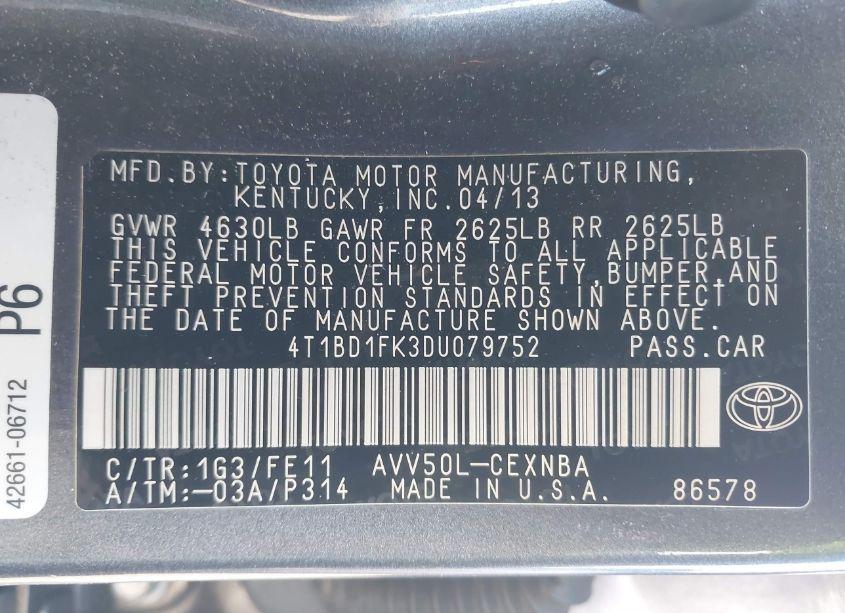 MFD.BY:TOYOTA MOTOR MANUFACTURING,
KENTUCKY,INC.04/13
GVWR 4630LB GAWR FR 2625LB RR 2625LB
THIS VEHICLE CONFORMS TO ALL APPLICABLE
FEDERAL MOTOR VEHICLE SAFETY,BUMPER,AND
THEFT PREVENTION STANDARDS IN EFFECT ON
THE DATE OF MANUFACTURE SHOWN ABOVE.
4T1BD1FK3DU079752 PASS.CAR
C/TR:1G3/FE11 AVV50L-CEXNBA
A/TM:-03A/P314 MADE IN U.S.A. 86578
P6
42661-06712